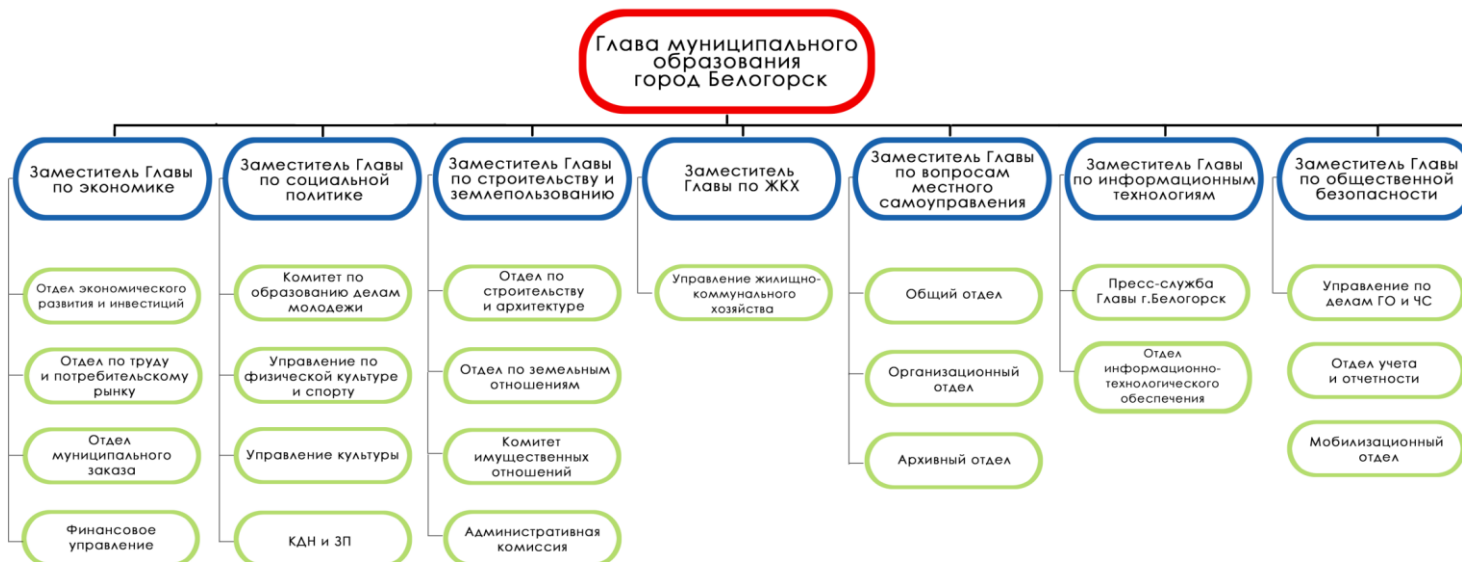 Глава муниципального
образования
город Белогорск
Заместитель Главы
по экономике
Заместитель Главы
по социальной
политике
Заместитель Главы
по строительству и
землепользованию
Заместитель
Главы по ЖКХ
Заместитель Главы
по вопросам
местного
самоуправления
Заместитель Главы
по информационным
технологиям
Заместитель Главы
по общественной
безопасности
Отдел экономического
развития и инвестиций
Комитет по
образованию делам
молодежи
Отдел по
строительству
и архитектуре
Управление жилищно-
коммунального
хозяйства
Общий отдел
Пресс-служба
Главы г.Белогорск
Управление по
делам ГО и ЧС
Отдел по труду
и потребительскому
рынку
Управление по
физической культуре
и спорту
Отдел по земельным
отношениям
Организационный
отдел
Отдел
информационно-
технологического
обеспечения
Отдел учета
и отчетности
Отдел
муниципального
заказа
Управление культуры
Комитет
имущественных
отношений
Архивный отдел
Мобилизационный
отдел
Финансовое
управление
КДН и ЗП
Административная
комиссия